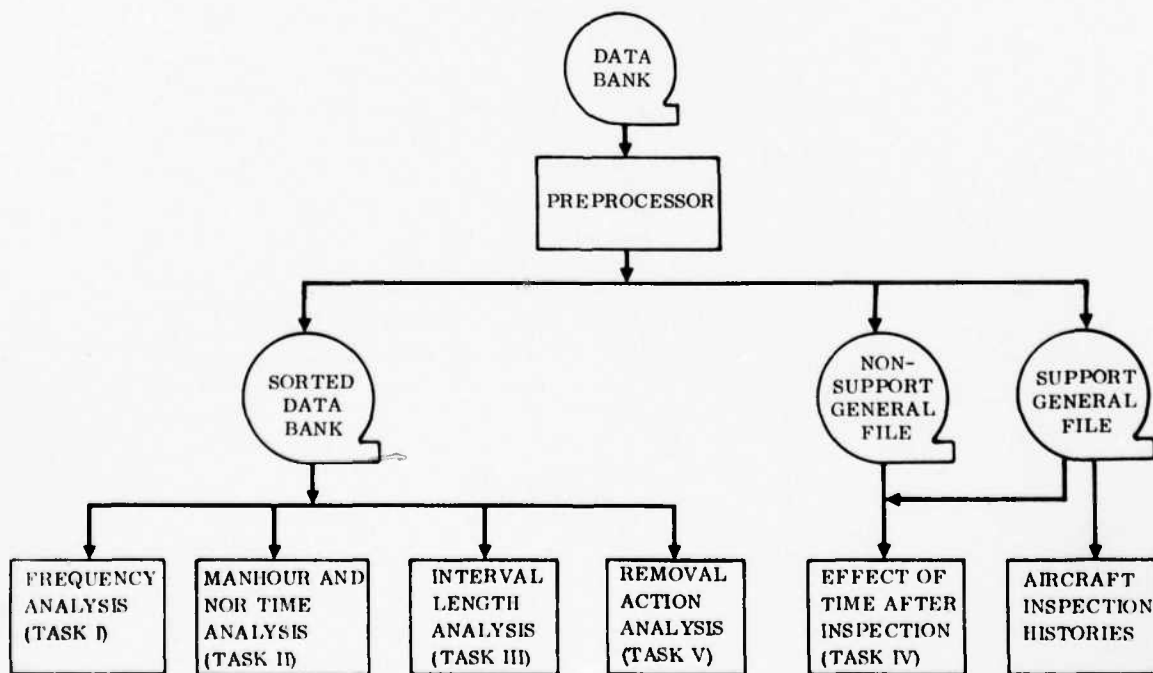 DATA
BANK
PREPROCESSOR
SORTED
DATA
BANK
NON-
SUPPORT
GENERAL
FILE
SUPPORT
GENERAL
FILE
FREQUENCY
ANALYSIS
(TASK I)
MANHOUR AND
NOR TIME
ANALYSIS
(TASK II)
INTERVAL
LENGTH
ANALYSIS
(TASK III)
REMOVAL
ACTION
ANALYSIS
(TASK V)
EFFECT OF
TIME AFTER
INSPECTION
(TASK IV)
AIRCRAFT
INSPECTION
HISTORIES